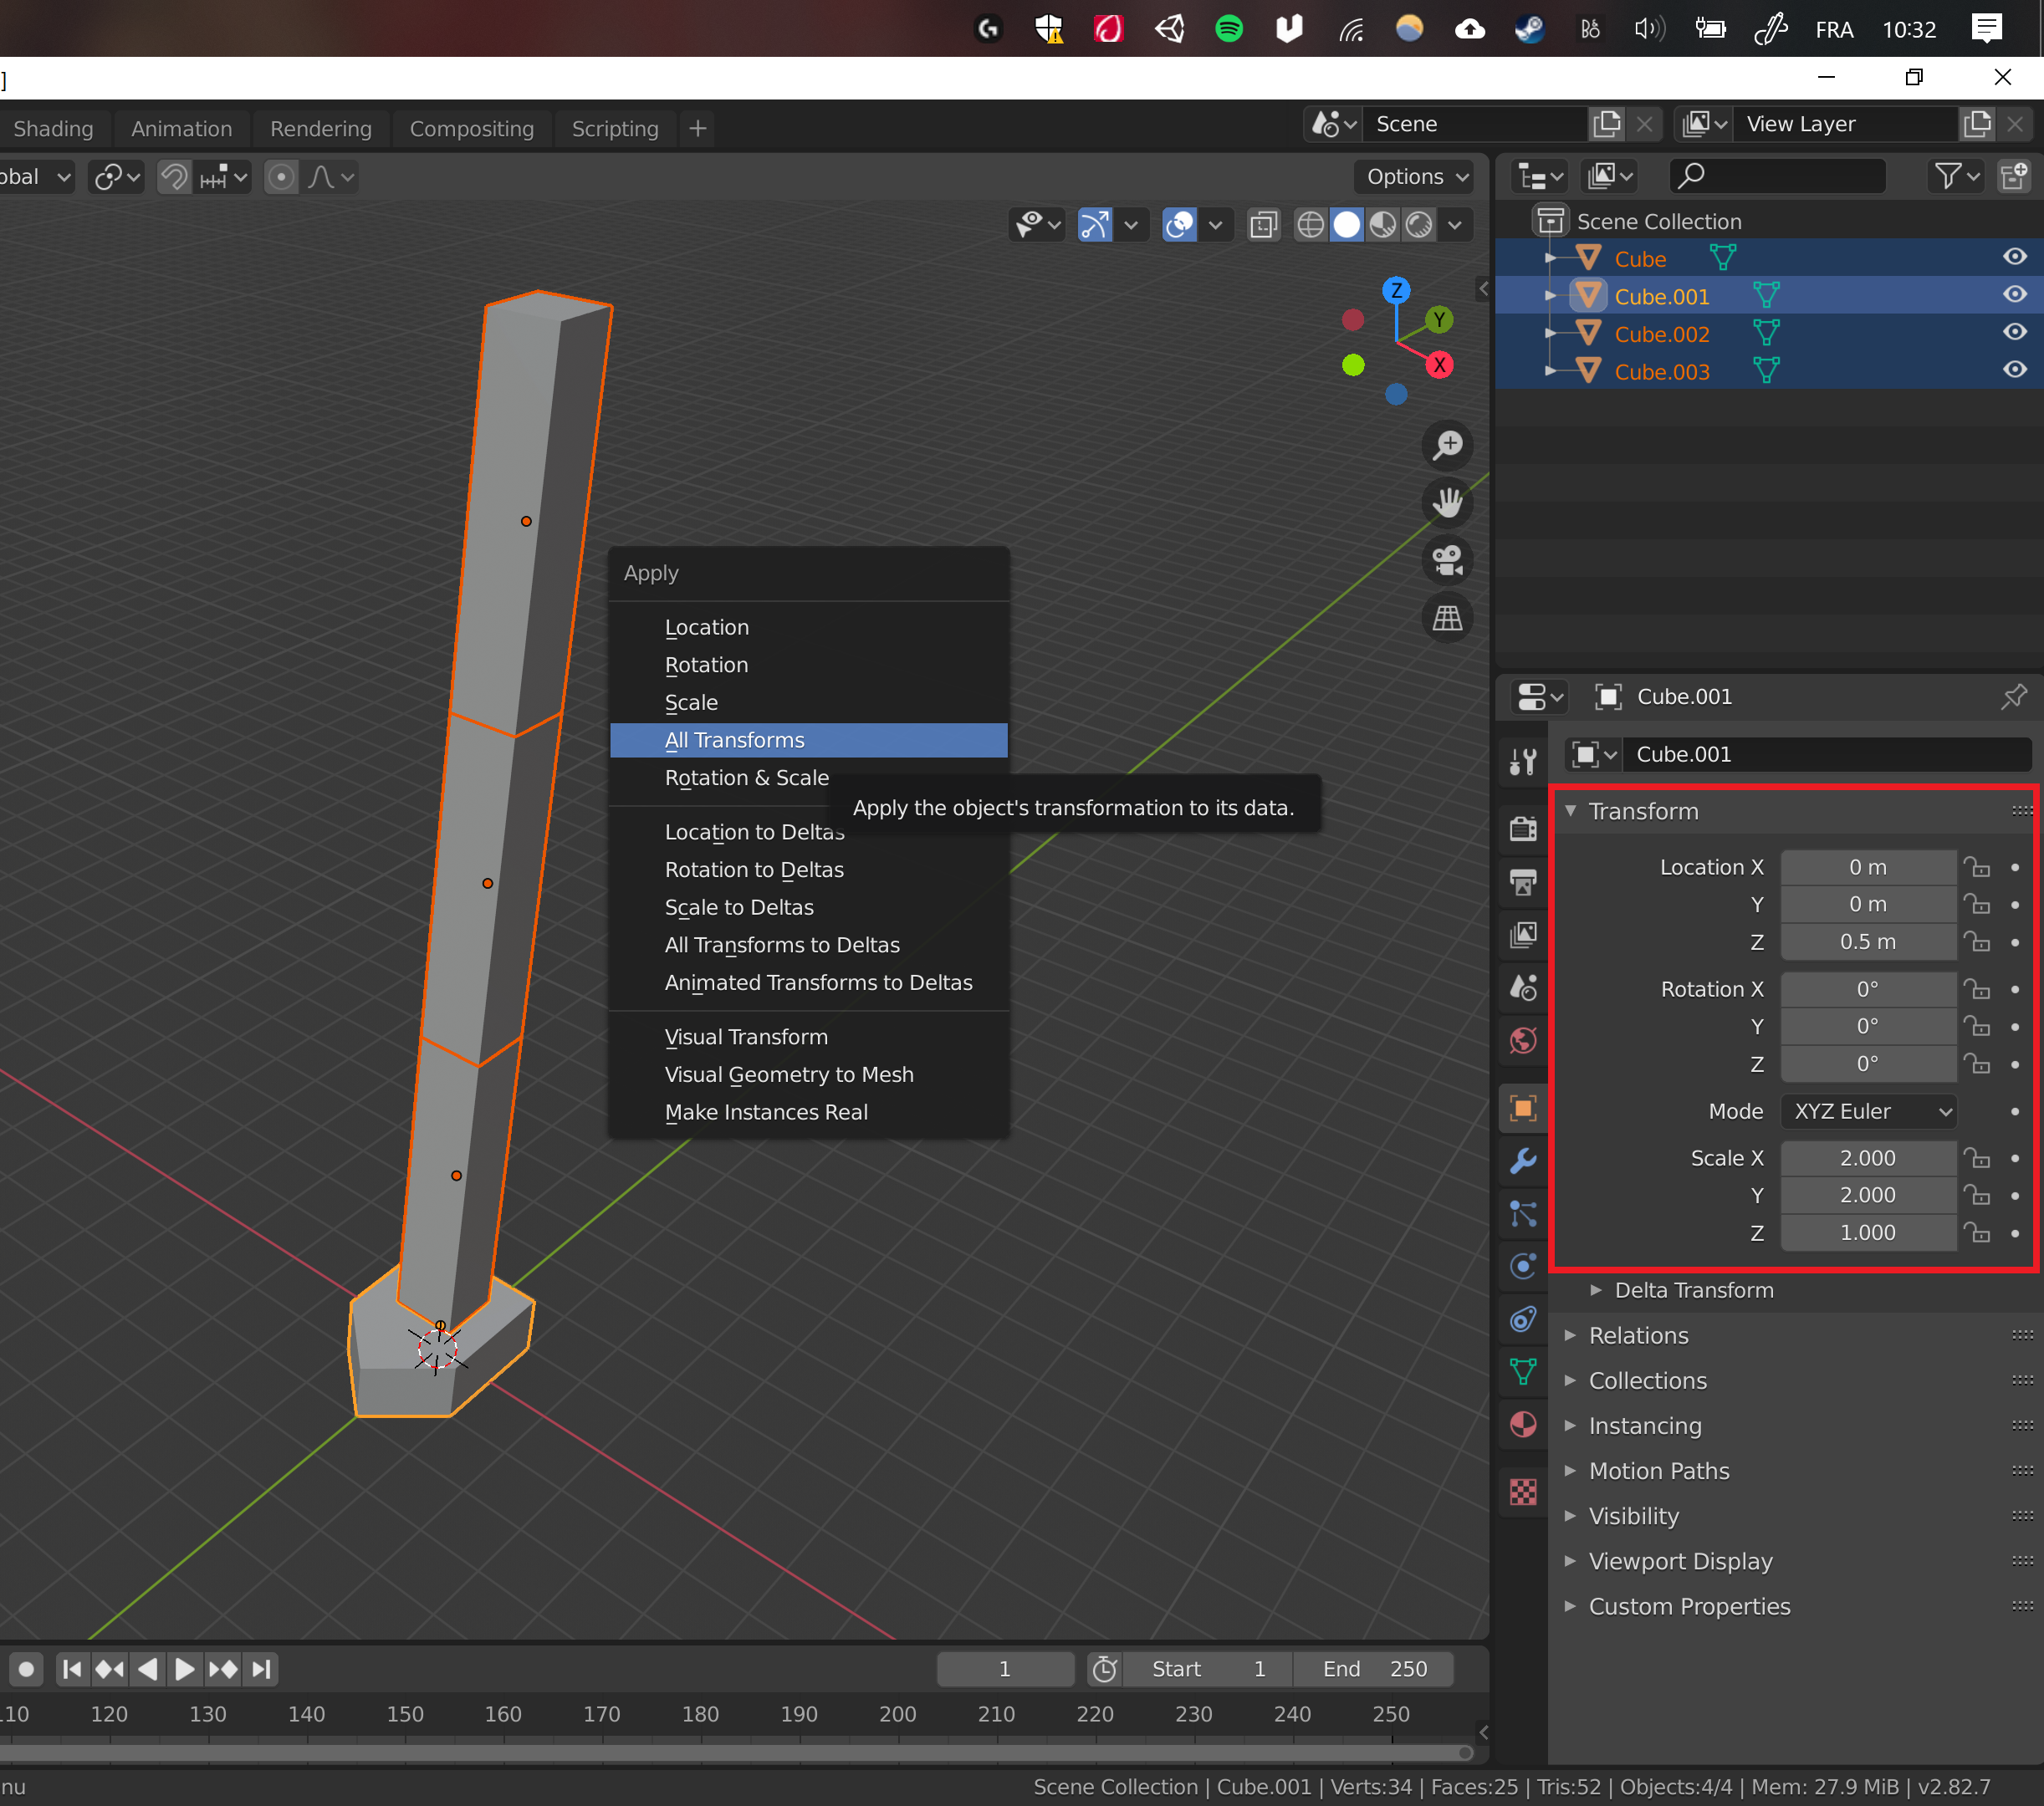 FRA 10:32
]
Shading Animation Rendering Compositing Scripting + Scene View Layer
obal Options
Scene Collection
Cube
Cube.001
Cube.002
Cube.003
Z
Y
X
Apply
Location
Rotation
Scale
All Transforms
Rotation & Scale
Apply the object's transformation to its data.
Location to Deltas
Rotation to Deltas
Scale to Deltas
All Transforms to Deltas
Animated Transforms to Deltas
Visual Transform
Visual Geometry to Mesh
Make Instances Real
Cube.001
Cube.001
Transform
Location X 0 m
Y 0 m
Z 0.5 m
Rotation X 0°
Y 0°
Z 0°
Mode XYZ Euler
Scale X 2.000
Y 2.000
Z 1.000
Delta Transform
Relations
Collections
Instancing
Motion Paths
Visibility
Viewport Display
Custom Properties
1 Start 1 End 250
10 120 130 140 150 160 170 180 190 200 210 220 230 240 250
nu
Scene Collection | Cube.001 | Verts:34 | Faces:25 | Tris:52 | Objects:4/4 | Mem: 27.9 MiB | v2.82.7